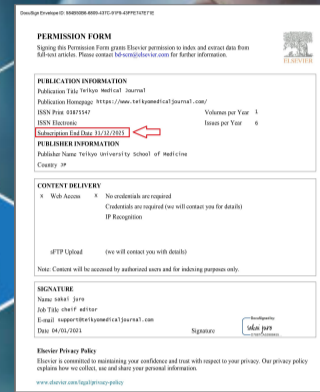 DocuSign Envelope ID:
PERMISSION FORM
Signing this Permission Form grants Elsevier permission to index and extract data from
full-text articles. Please contact bd-scm@elsevier.com for further information.
ELSEVIER
PUBLICATION INFORMATION
Publication Title Teikyo Medical Journal
Publication Homepage https://www.teikyomedicaljournal.com/
ISSN Print 03875547 Volumes per Year 1
ISSN Electronic Issues per Year 6
Subscription End Date 31/12/2025
PUBLISHER INFORMATION
Publisher Name Teikyo University School of Medicine
Country JP
CONTENT DELIVERY
X Web Access X No credentials are required
Credentials are required (we will contact you for details)
IP Recognition
sFTP Upload (we will contact you with details)
Note: Content will be accessed by authorized users and for indexing purposes only.
SIGNATURE
Name sakai juro
Job Title cheif editor
E-mail support@teikyomedicaljournal.com
Date 04/01/2021 Signature
DocuSigned by:
sakai juro
Elsevier Privacy Policy
Elsevier is committed to maintaining your confidence and trust with respect to your privacy. Our privacy policy
explains how we collect, use and share your personal information.
www.elsevier.com/legal/privacy-policy